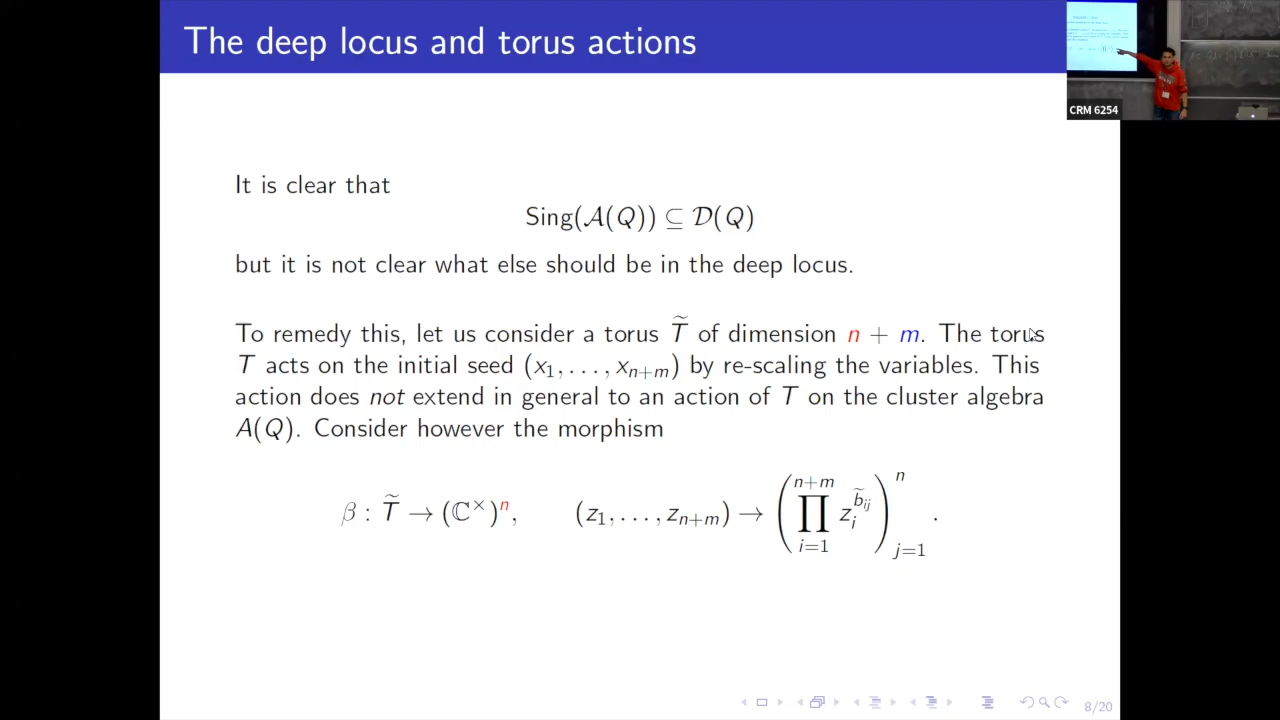 The deep locus and torus actions
CRM 6254
It is clear that
Sing(𝒜(Q)) ⊆ 𝒟(Q)
but it is not clear what else should be in the deep locus.
To remedy this, let us consider a torus T̃ of dimension n + m. The torus
T acts on the initial seed (x₁, . . . , xₙ₊ₘ) by re-scaling the variables. This
action does not extend in general to an action of T on the cluster algebra
A(Q). Consider however the morphism
β : T̃ → (ℂ×)ⁿ, (z₁, . . . , zₙ₊ₘ) → (∏_{i=1}^{n+m} z_i^{b̃_{ij}})_{j=1}^{n} .
8/20